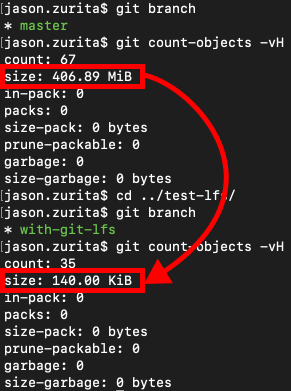 [jason.zurita$ git branch
* master
[jason.zurita$ git count-objects -vH
count: 67
size: 406.89 MiB
in-pack: 0
packs: 0
size-pack: 0 bytes
prune-packable: 0
garbage: 0
size-garbage: 0 bytes
[jason.zurita$ cd ../test-lfs/
[jason.zurita$ git branch
* with-git-lfs
[jason.zurita$ git count-objects -vH
count: 35
size: 140.00 KiB
in-pack: 0
packs: 0
size-pack: 0 bytes
prune-packable: 0
garbage: 0
size-garbage: 0 bytes